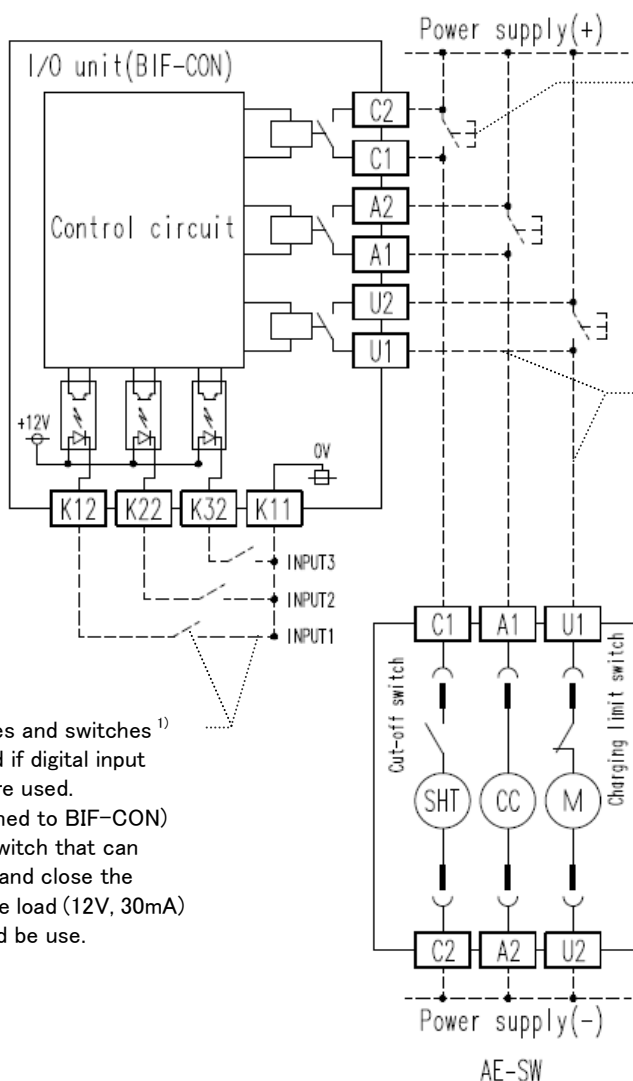 Power supply(+)
I/O unit(BIF-CON)
C2
C1
Control circuit
A2
A1
U2
U1
+12V
0V
K12
K22
K32
K11
INPUT3
INPUT2
INPUT1
C1
A1
U1
Cut-off switch
Charging limit switch
SHT
CC
M
es and switches 1)
d if digital input
re used.
ned to BIF-CON)
witch that can
and close the
e load (12V, 30mA)
d be use.
C2
A2
U2
Power supply(-)
AE-SW